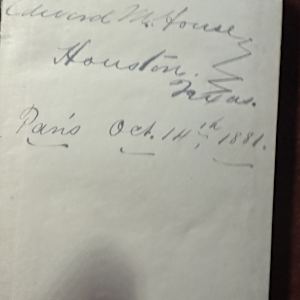 Edward M. House
Houston.
Texas.
Paris Oct. 14th, 1881.